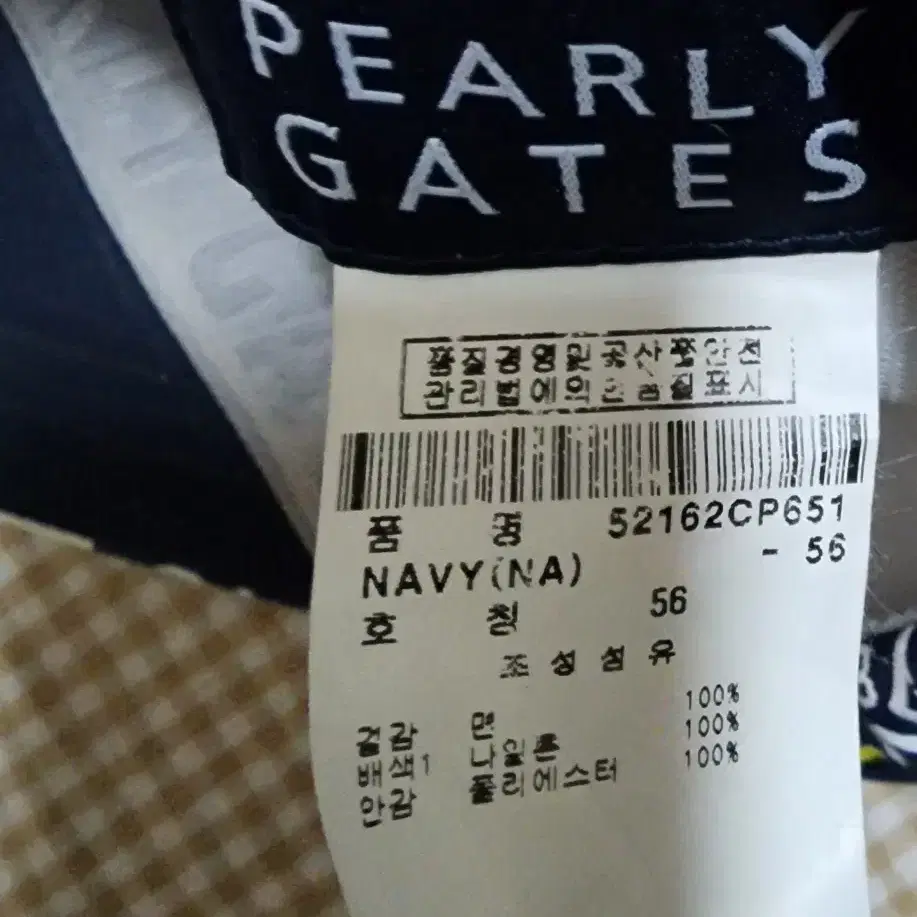 PEARLY
GATES
품질경영및공산품안전
관리법에의한품질표시
품 명 52162CP651
- 56
NAVY(NA)
호 칭 56
조성섬유
겉감 면 100%
배색1 나일론 100%
안감 폴리에스터 100%